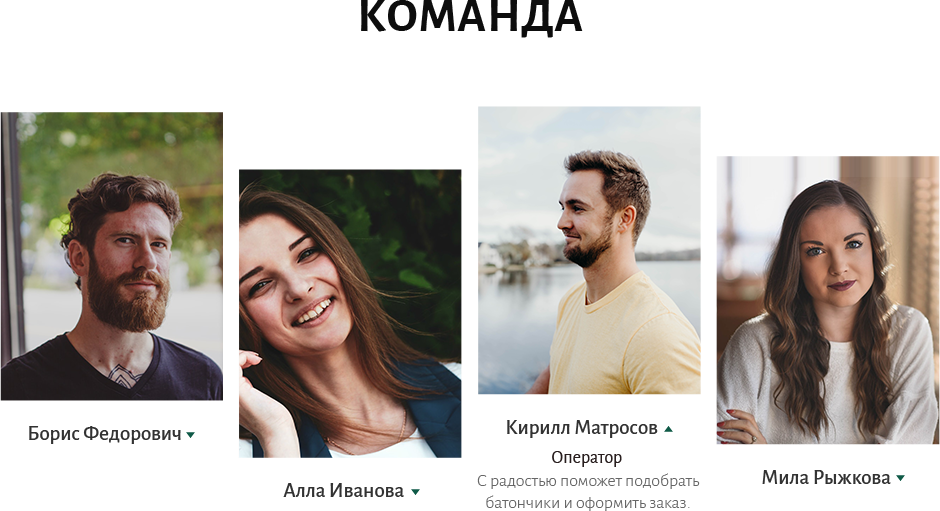 КОМАНДА
Борис Федорович
Алла Иванова
Кирилл Матросов
Оператор
С радостью поможет подобрать
батончики и оформить заказ.
Мила Рыжкова